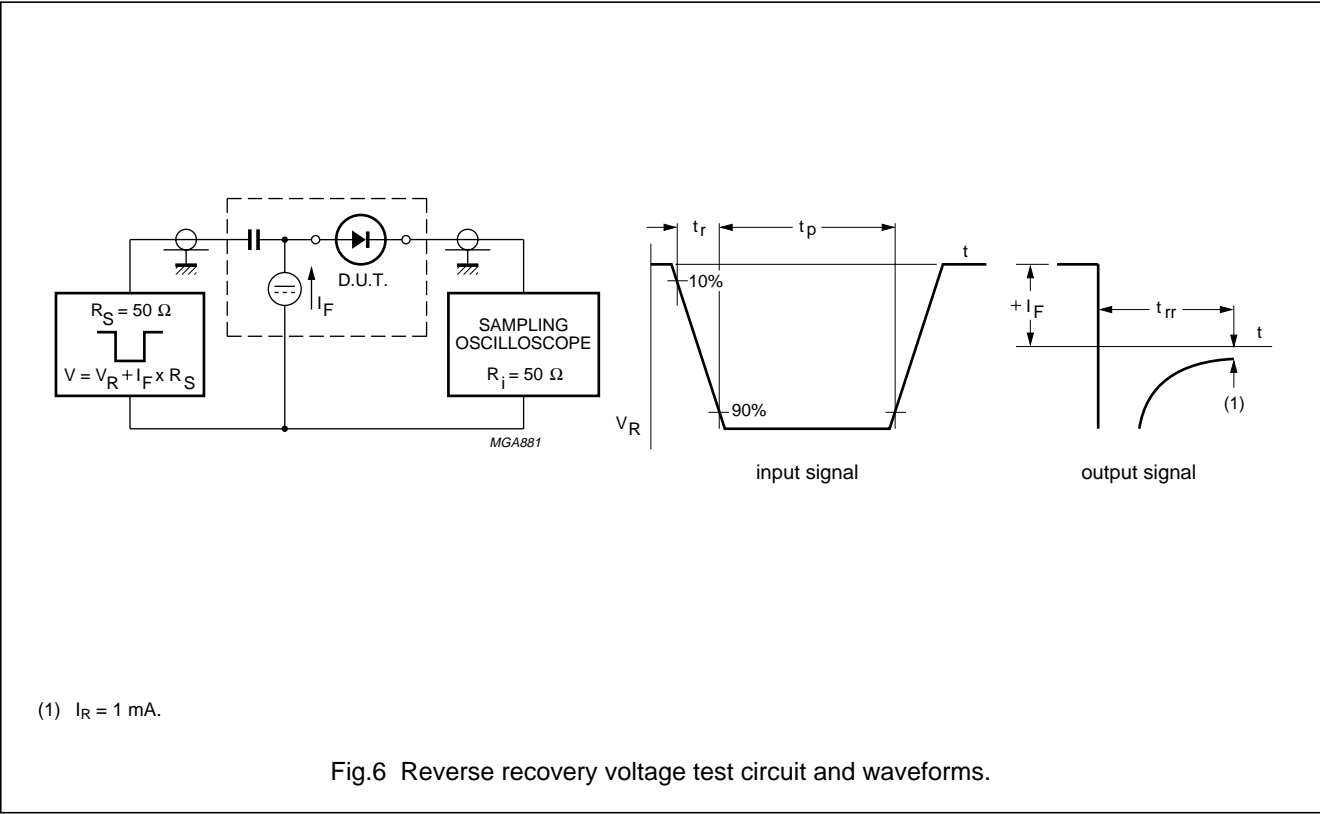 R_S = 50 Ω
V = V_R + I_F x R_S
I_F
D.U.T.
SAMPLING
OSCILLOSCOPE
R_i = 50 Ω
MGA881
t_r
t_p
t
10%
90%
V_R
input signal
+ I_F
t_rr
t
(1)
output signal
(1) I_R = 1 mA.
Fig.6 Reverse recovery voltage test circuit and waveforms.